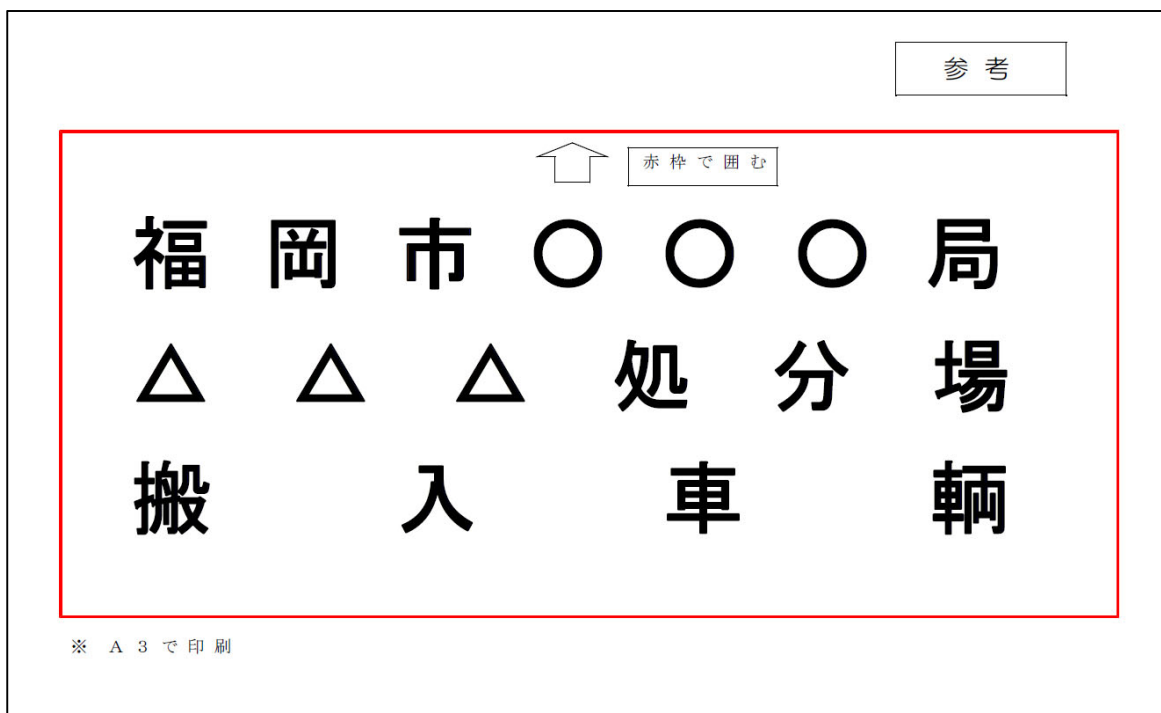 参考
赤枠で囲む
福岡市〇〇〇局
△△△処分場
搬入車輌
※ A3で印刷